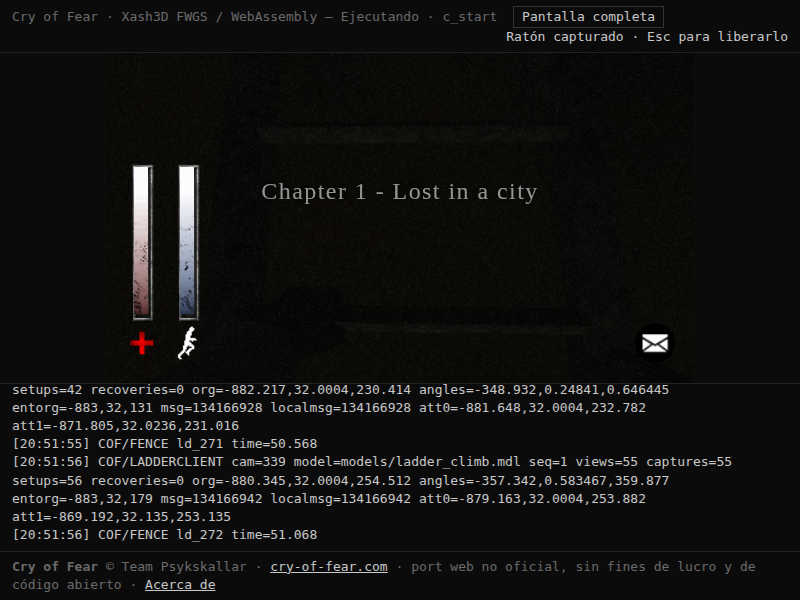 Cry of Fear · Xash3D FWGS / WebAssembly — Ejecutando · c_start Pantalla completa
Ratón capturado · Esc para liberarlo
Chapter 1 - Lost in a city
setups=42 recoveries=0 org=-882.217,32.0004,230.414 angles=-348.932,0.24841,0.646445
entorg=-883,32,131 msg=134166928 localmsg=134166928 att0=-881.648,32.0004,232.782
att1=-871.805,32.0236,231.016
[20:51:55] COF/FENCE ld_271 time=50.568
[20:51:56] COF/LADDERCLIENT cam=339 model=models/ladder_climb.mdl seq=1 views=55 captures=55
setups=56 recoveries=0 org=-880.345,32.0004,254.512 angles=-357.342,0.583467,359.877
entorg=-883,32,179 msg=134166942 localmsg=134166942 att0=-879.163,32.0004,253.882
att1=-869.192,32.135,253.135
[20:51:56] COF/FENCE ld_272 time=51.068
Cry of Fear © Team Psykskallar · cry-of-fear.com · port web no oficial, sin fines de lucro y de
código abierto · Acerca de